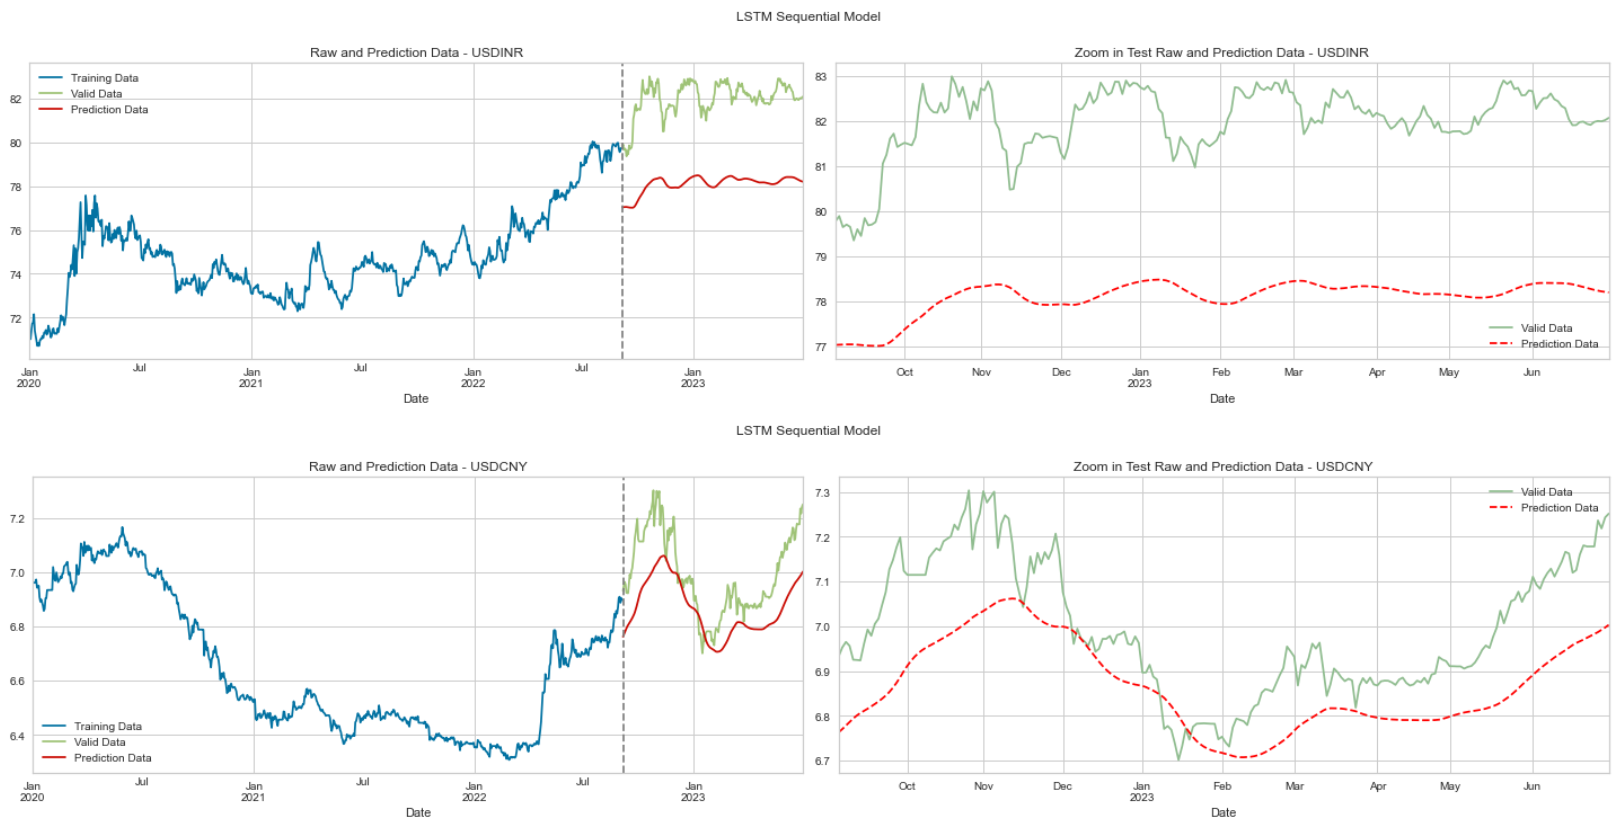 LSTM Sequential Model
Raw and Prediction Data - USDINR
Training Data
Valid Data
Prediction Data
82
80
78
76
74
72
Jan
2020
Jul
Jan
2021
Jul
Jan
2022
Jul
Jan
2023
Date
Zoom in Test Raw and Prediction Data - USDINR
83
82
81
80
79
78
77
Valid Data
Prediction Data
Oct
Nov
Dec
Jan
2023
Feb
Mar
Apr
May
Jun
Date
LSTM Sequential Model
Raw and Prediction Data - USDCNY
7.2
7.0
6.8
6.6
6.4
Training Data
Valid Data
Prediction Data
Jan
2020
Jul
Jan
2021
Jul
Jan
2022
Jul
Jan
2023
Date
Zoom in Test Raw and Prediction Data - USDCNY
Valid Data
Prediction Data
7.3
7.2
7.1
7.0
6.9
6.8
6.7
Oct
Nov
Dec
Jan
2023
Feb
Mar
Apr
May
Jun
Date